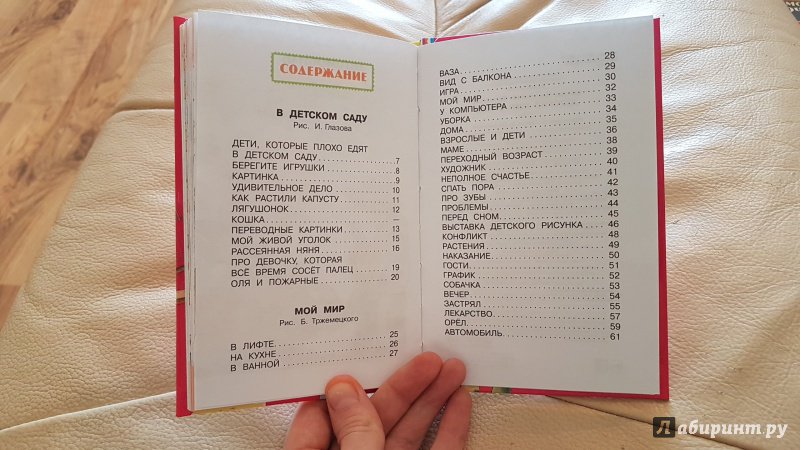 СОДЕРЖАНИЕ
В ДЕТСКОМ САДУ
Рис. И. Глазова
ДЕТИ, КОТОРЫЕ ПЛОХО ЕДЯТ
В ДЕТСКОМ САДУ 7
БЕРЕГИТЕ ИГРУШКИ 8
КАРТИНКА 9
УДИВИТЕЛЬНОЕ ДЕЛО 10
КАК РАСТИЛИ КАПУСТУ 11
ЛЯГУШОНОК 12
КОШКА –
ПЕРЕВОДНЫЕ КАРТИНКИ 13
МОЙ ЖИВОЙ УГОЛОК 15
РАССЕЯННАЯ НЯНЯ 16
ПРО ДЕВОЧКУ, КОТОРАЯ
ВСЁ ВРЕМЯ СОСЁТ ПАЛЕЦ 19
ОЛЯ И ПОЖАРНЫЕ 20
МОЙ МИР
Рис. Б. Тржемецкого
В ЛИФТЕ 25
НА КУХНЕ 26
В ВАННОЙ 27
ВАЗА 28
ВИД С БАЛКОНА 29
ИГРА 30
МОЙ МИР 32
У КОМПЬЮТЕРА 33
УБОРКА 34
ДОМА 35
ВЗРОСЛЫЕ И ДЕТИ 36
МАМЕ 38
ПЕРЕХОДНЫЙ ВОЗРАСТ 39
ХУДОЖНИК 40
НЕПОЛНОЕ СЧАСТЬЕ 41
СПАТЬ ПОРА 42
ПРО ЗУБЫ 43
ПРОБЛЕМЫ 44
ПЕРЕД СНОМ 45
ВЫСТАВКА ДЕТСКОГО РИСУНКА 46
КОНФЛИКТ 48
РАСТЕНИЯ 49
НАКАЗАНИЕ 50
ГОСТИ 51
ГРАФИК 52
СОБАЧКА 53
ВЕЧЕР 54
ЗАСТРЯЛ 55
ЛЕКАРСТВО 57
ОРЁЛ 59
АВТОМОБИЛЬ 61
Лабиринт.ру